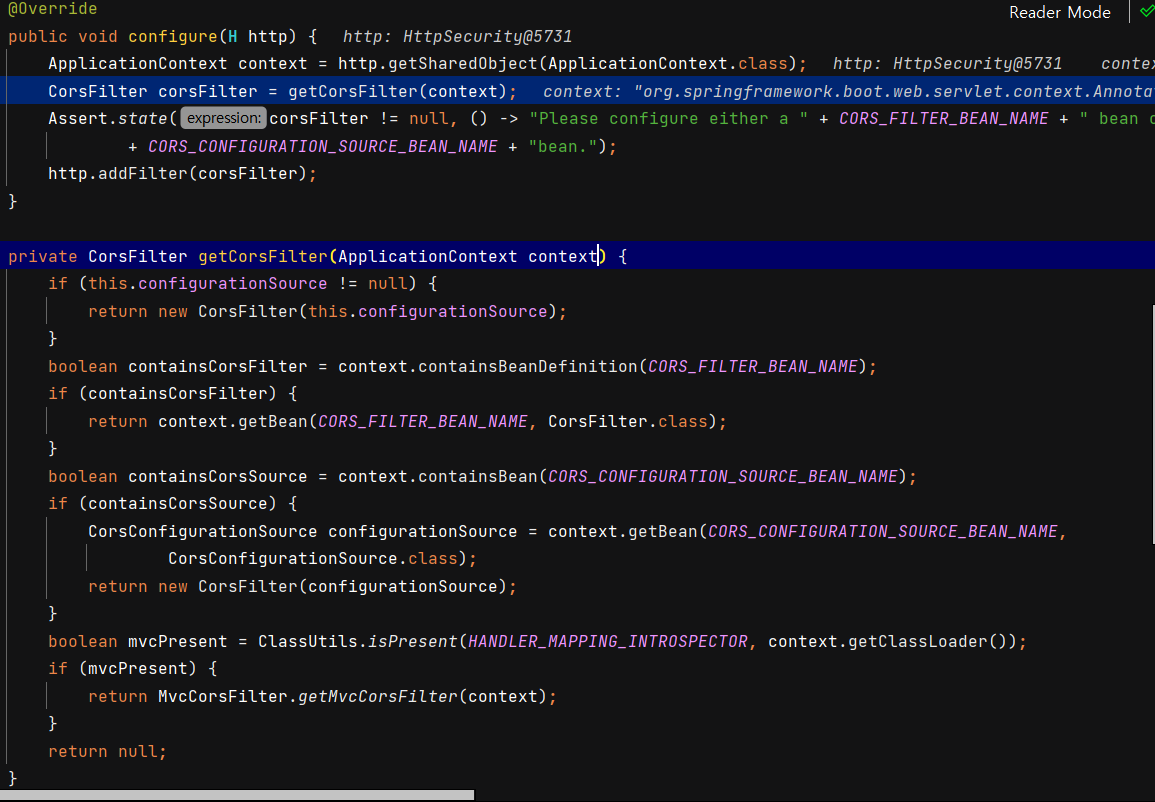 @Override
Reader Mode
public void configure(H http) { http: HttpSecurity@5731
ApplicationContext context = http.getSharedObject(ApplicationContext.class); http: HttpSecurity@5731
CorsFilter corsFilter = getCorsFilter(context); context: "org.springframework.boot.web.servlet.context.Annota
Assert.state( expression: corsFilter != null, () -> "Please configure either a " + CORS_FILTER_BEAN_NAME + " bean
+ CORS_CONFIGURATION_SOURCE_BEAN_NAME + "bean.");
http.addFilter(corsFilter);
}
private CorsFilter getCorsFilter(ApplicationContext context) {
if (this.configurationSource != null) {
return new CorsFilter(this.configurationSource);
}
boolean containsCorsFilter = context.containsBeanDefinition(CORS_FILTER_BEAN_NAME);
if (containsCorsFilter) {
return context.getBean(CORS_FILTER_BEAN_NAME, CorsFilter.class);
}
boolean containsCorsSource = context.containsBean(CORS_CONFIGURATION_SOURCE_BEAN_NAME);
if (containsCorsSource) {
CorsConfigurationSource configurationSource = context.getBean(CORS_CONFIGURATION_SOURCE_BEAN_NAME,
CorsConfigurationSource.class);
return new CorsFilter(configurationSource);
}
boolean mvcPresent = ClassUtils.isPresent(HANDLER_MAPPING_INTROSPECTOR, context.getClassLoader());
if (mvcPresent) {
return MvcCorsFilter.getMvcCorsFilter(context);
}
return null;
}